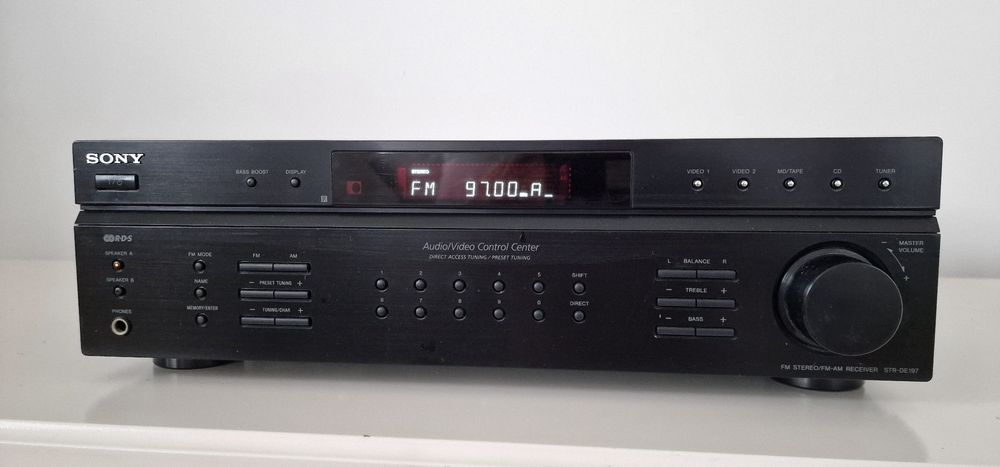 SONY
I/⏻
BASS BOOST DISPLAY
STEREO
FM 97.00 A
VIDEO 1 VIDEO 2 MD/TAPE CD TUNER
R·D·S
Audio/Video Control Center
DIRECT ACCESS TUNING / PRESET TUNING
SPEAKER A
SPEAKER B
PHONES
FM MODE
NAME
MEMORY/ENTER
FM AM
− PRESET TUNING +
− TUNING/CHAR +
1 2 3 4 5 SHIFT
6 7 8 9 0 DIRECT
L BALANCE R
− TREBLE +
− BASS +
− MASTER
VOLUME
+
FM STEREO/FM-AM RECEIVER STR-DE197